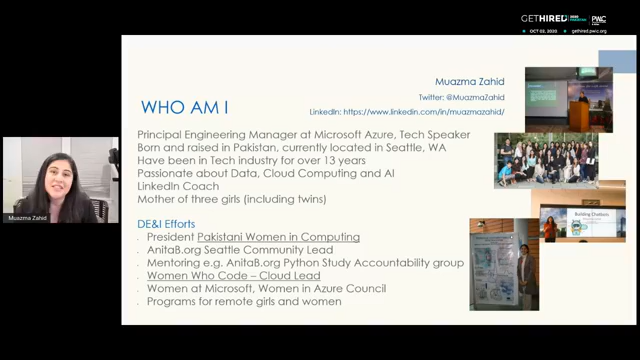 GETHIRED 2020 PAKISTAN PWiC
OCT 02, 2020 gethired.pwic.org
Muazma Zahid
Twitter: @MuazmaZahid
LinkedIn: https://www.linkedin.com/in/muazmazahid/
WHO AM I
Principal Engineering Manager at Microsoft Azure, Tech Speaker
Born and raised in Pakistan, currently located in Seattle, WA
Have been in Tech industry for over 13 years
Passionate about Data, Cloud Computing and AI
LinkedIn Coach
Mother of three girls (including twins)
DE&I Efforts
President Pakistani Women in Computing
AnitaB.org Seattle Community Lead
Mentoring e.g. AnitaB.org Python Study Accountability group
Women Who Code – Cloud Lead
Women at Microsoft, Women in Azure Council
Programs for remote girls and women
Building Chatbots
Muazma Zahid